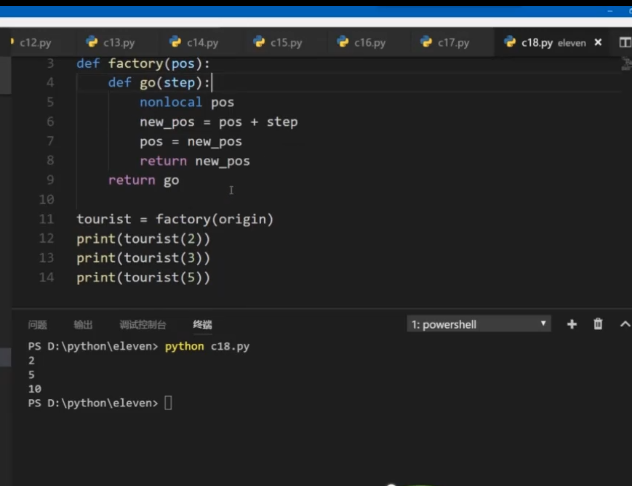 c12.py c13.py c14.py c15.py c16.py c17.py c18.py eleven
3 def factory(pos):
4 def go(step):
5 nonlocal pos
6 new_pos = pos + step
7 pos = new_pos
8 return new_pos
9 return go
10
11 tourist = factory(origin)
12 print(tourist(2))
13 print(tourist(3))
14 print(tourist(5))
问题 输出 调试控制台 终端 1: powershell
PS D:\python\eleven> python c18.py
2
5
10
PS D:\python\eleven>